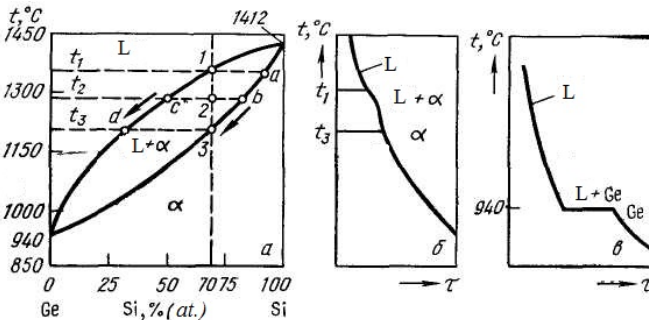 t,°C
1450
1300
1150
1000
940
850
t₁
t₂
t₃
L
1412
1
a
c"
2
b
d
L+α
3
α
а
0
25
50
70
75
100
Ge
Si,%(at.)
Si
t,°C
L
t₁
L+α
t₃
α
б
τ
t,°C
L
940
L+Ge
Ge
в
τ